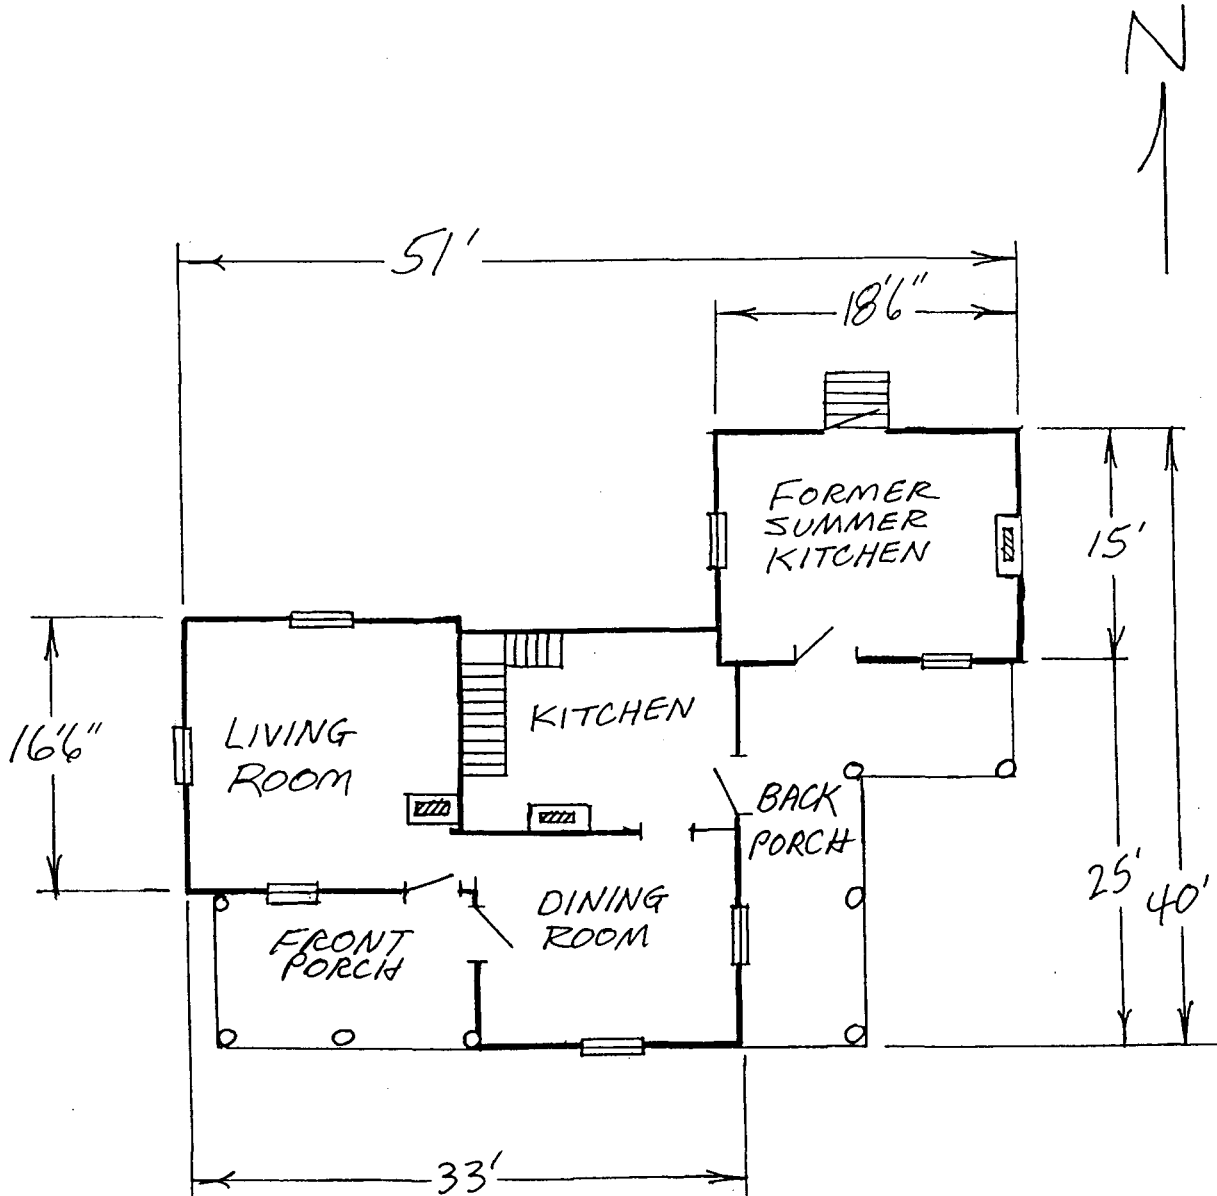 N
51'
18'6"
FORMER
SUMMER
KITCHEN
15'
16'6"
LIVING
ROOM
KITCHEN
BACK
PORCH
25'
40'
DINING
ROOM
FRONT
PORCH
33'